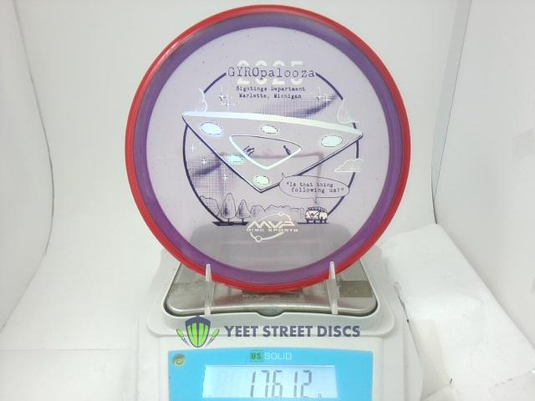 2025
GYROpalooza
Sightings Department
Marlette, Michigan
"Is that thing
following us?"
MVP
DISC SPORTS
YEET STREET DISCS
US SOLID
176.12